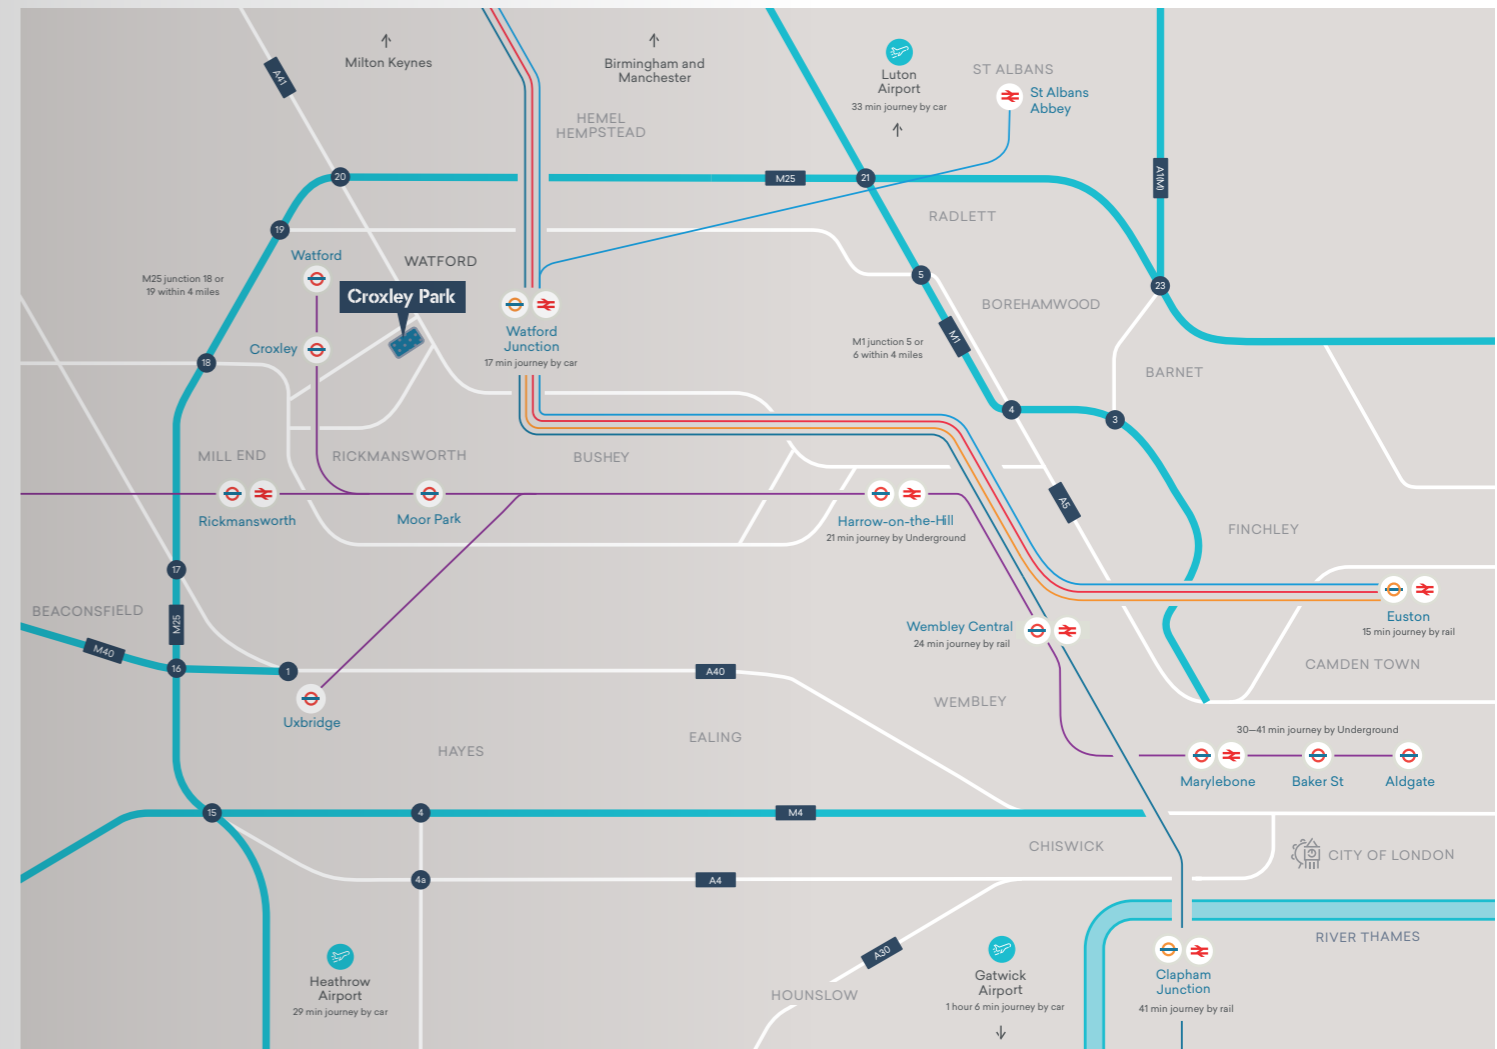 A41
Milton Keynes
Birmingham and
Manchester
Luton
Airport
33 min journey by car
ST ALBANS
St Albans
Abbey
HEMEL
HEMPSTEAD
20
M25
21
A1(M)
RADLETT
19
Watford
WATFORD
M25 junction 18 or
19 within 4 miles
Croxley Park
5
BOREHAMWOOD
23
Watford
Junction
17 min journey by car
Croxley
18
M1
M1 junction 5 or
6 within 4 miles
BARNET
4
3
MILL END
RICKMANSWORTH
BUSHEY
Rickmansworth
Moor Park
Harrow-on-the-Hill
21 min journey by Underground
A5
FINCHLEY
17
BEACONSFIELD
M25
M40
16
1
A40
Euston
15 min journey by rail
Wembley Central
24 min journey by rail
CAMDEN TOWN
Uxbridge
WEMBLEY
HAYES
EALING
30–41 min journey by Underground
Marylebone
Baker St
Aldgate
15
4
M4
CHISWICK
CITY OF LONDON
4a
A4
RIVER THAMES
A30
Heathrow
Airport
29 min journey by car
HOUNSLOW
Gatwick
Airport
1 hour 6 min journey by car
Clapham
Junction
41 min journey by rail